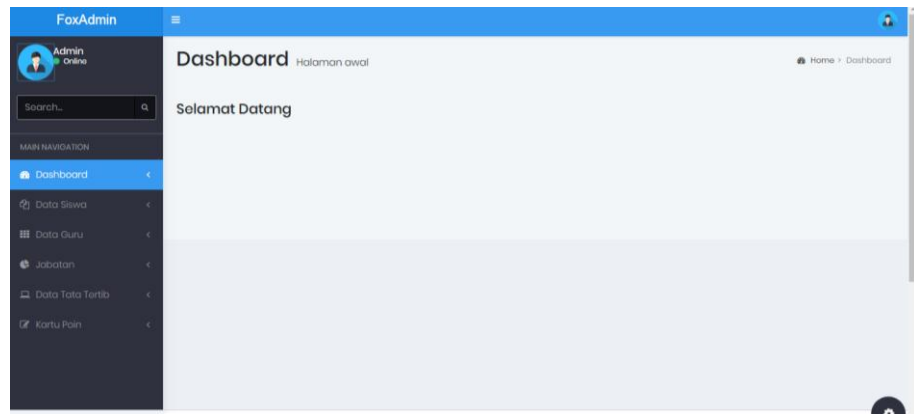 FoxAdmin
Admin
Online
Search...
MAIN NAVIGATION
Dashboard
Data Siswa
Data Guru
Jabatan
Data Tata Tertib
Kartu Poin
Dashboard Halaman awal
Home > Dashboard
Selamat Datang